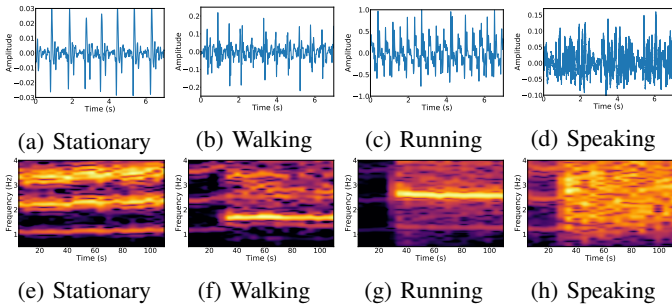 0.03
0.02
0.01
0.00
-0.01
-0.02
-0.03
Amplitude
0 2 4 6
Time (s)
0.2
0.1
0.0
-0.1
-0.2
Amplitude
0 2 4 6
Time (s)
1.0
0.5
0.0
-0.5
-1.0
Amplitude
0 2 4 6
Time (s)
0.15
0.10
0.05
0.00
-0.05
-0.10
Amplitude
0 2 4 6
Time (s)
(a) Stationary (b) Walking (c) Running (d) Speaking
4
3
2
1
Frequency (Hz)
20 40 60 80 100
Time (s)
4
3
2
1
Frequency (Hz)
20 40 60 80 100
Time (s)
4
3
2
1
Frequency (Hz)
20 40 60 80 100
Time (s)
4
3
2
1
Frequency (Hz)
20 40 60 80 100
Time (s)
(e) Stationary (f) Walking (g) Running (h) Speaking